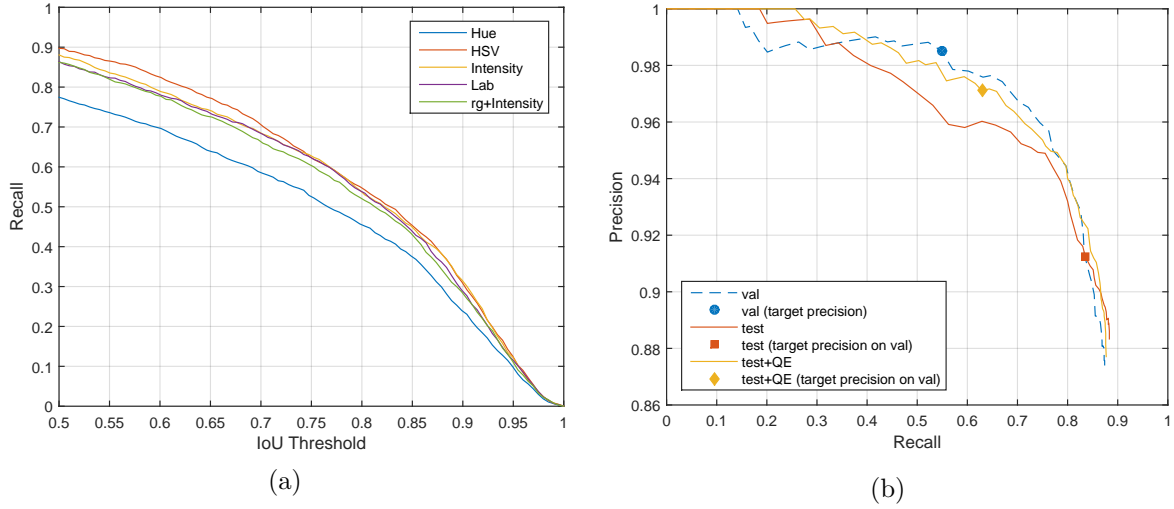 1
0.9
0.8
0.7
0.6
0.5
0.4
0.3
0.2
0.1
0
Recall
0.5 0.55 0.6 0.65 0.7 0.75 0.8 0.85 0.9 0.95 1
IoU Threshold
Hue
HSV
Intensity
Lab
rg+Intensity
(a)
1
0.98
0.96
0.94
0.92
0.9
0.88
0.86
Precision
0 0.1 0.2 0.3 0.4 0.5 0.6 0.7 0.8 0.9 1
Recall
val
val (target precision)
test
test (target precision on val)
test+QE
test+QE (target precision on val)
(b)